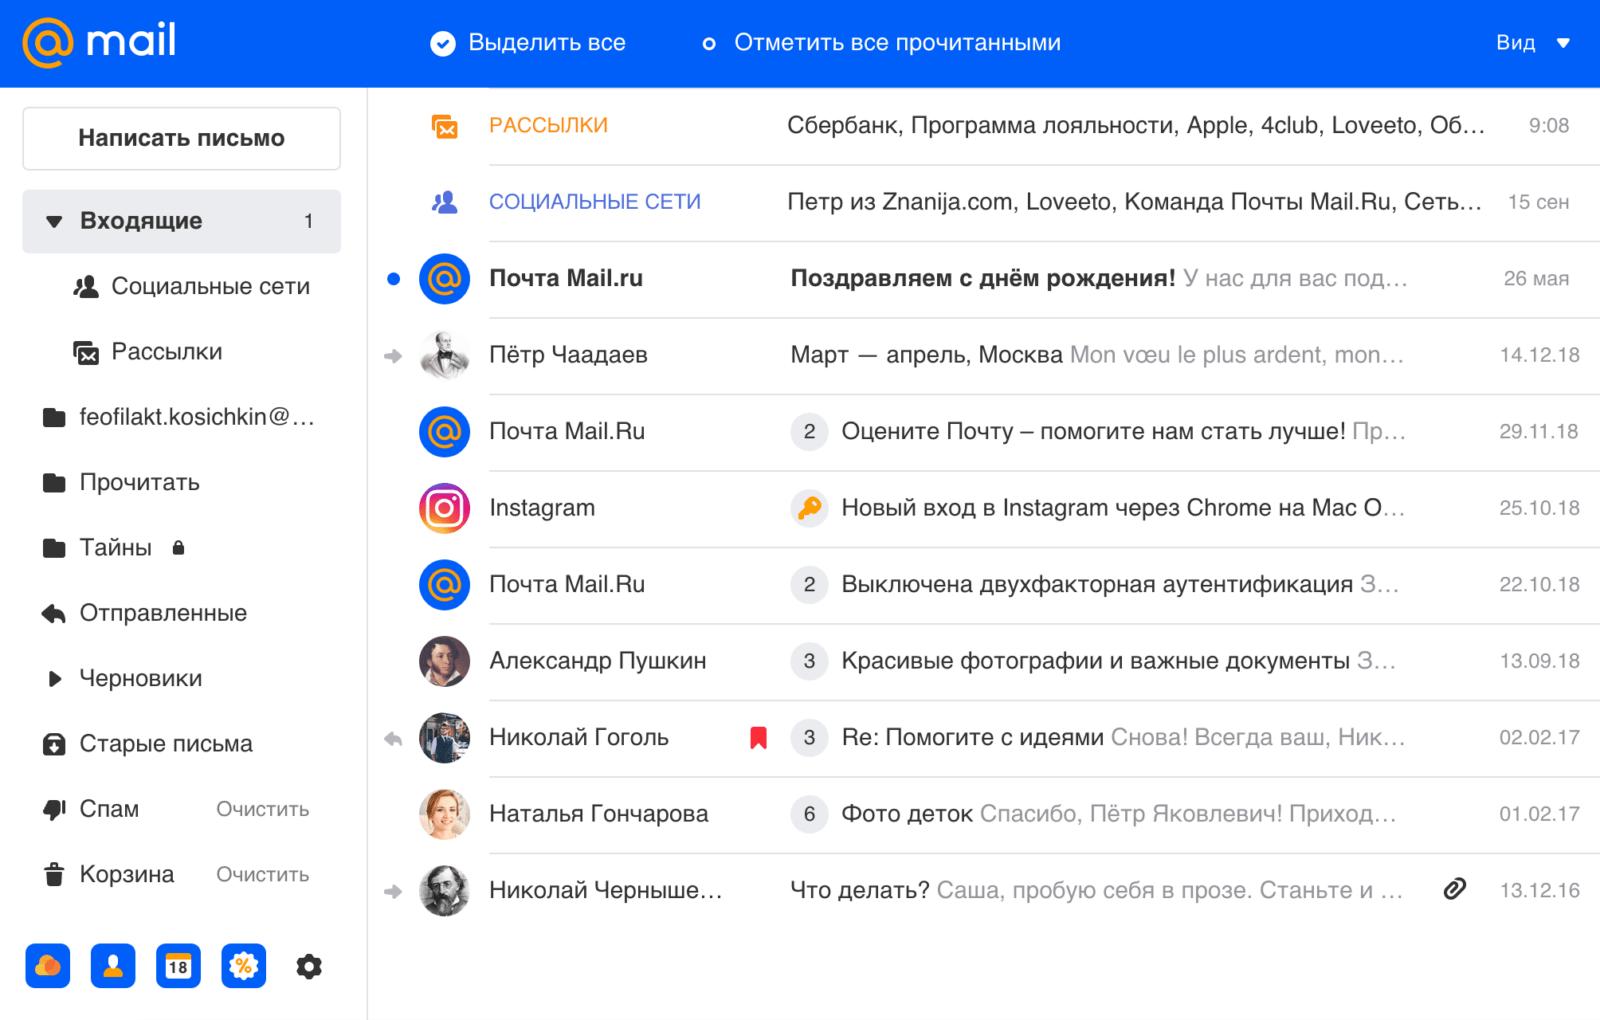 mail
Выделить все
Отметить все прочитанными
Вид
Написать письмо
Входящие 1
Социальные сети
Рассылки
feofilakt.kosichkin@...
Прочитать
Тайны
Отправленные
Черновики
Старые письма
Спам Очистить
Корзина Очистить
18
%
РАССЫЛКИ Сбербанк, Программа лояльности, Apple, 4club, Loveeto, Об... 9:08
СОЦИАЛЬНЫЕ СЕТИ Петр из Znanija.com, Loveeto, Команда Почты Mail.Ru, Сеть... 15 сен
Почта Mail.ru Поздравляем с днём рождения! У нас для вас под... 26 мая
Пётр Чаадаев Март — апрель, Москва Mon vœu le plus ardent, mon... 14.12.18
Почта Mail.Ru 2 Оцените Почту – помогите нам стать лучше! Пр... 29.11.18
Instagram Новый вход в Instagram через Chrome на Mac O... 25.10.18
Почта Mail.Ru 2 Выключена двухфакторная аутентификация З... 22.10.18
Александр Пушкин 3 Красивые фотографии и важные документы З... 13.09.18
Николай Гоголь 3 Re: Помогите с идеями Снова! Всегда ваш, Ник... 02.02.17
Наталья Гончарова 6 Фото деток Спасибо, Пётр Яковлевич! Приход... 01.02.17
Николай Черныше... Что делать? Саша, пробую себя в прозе. Станьте и ... 13.12.16